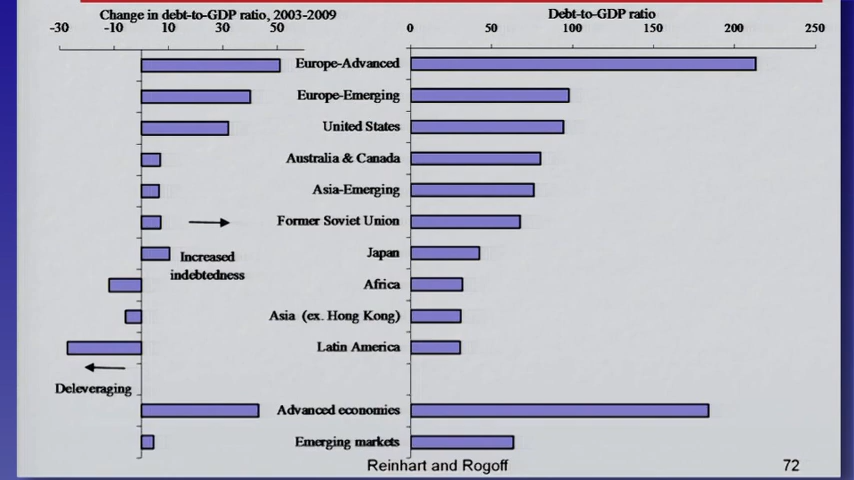 Change in debt-to-GDP ratio, 2003-2009
-30 -10 10 30 50
Debt-to-GDP ratio
0 50 100 150 200 250
Europe-Advanced
Europe-Emerging
United States
Australia & Canada
Asia-Emerging
Former Soviet Union
Japan
Increased
indebtedness
Africa
Asia (ex. Hong Kong)
Latin America
Deleveraging
Advanced economies
Emerging markets
Reinhart and Rogoff
72